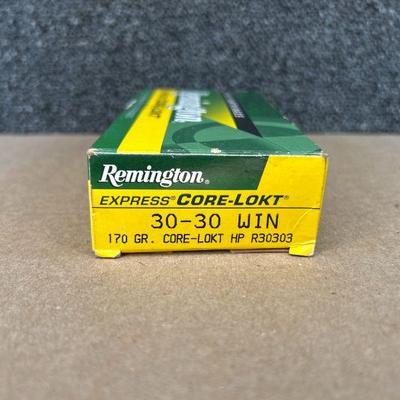 Remington®
EXPRESS® CORE-LOKT®
30-30 WIN
170 GR. CORE-LOKT HP R30303